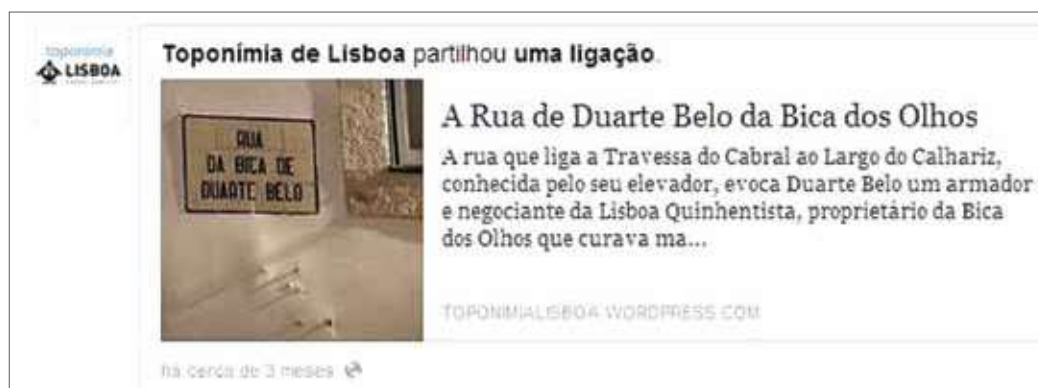 toponímia
LISBOA
Toponímia de Lisboa partilhou uma ligação.
RUA
DA BICA DE
DUARTE BELO
A Rua de Duarte Belo da Bica dos Olhos
A rua que liga a Travessa do Cabral ao Largo do Calhariz,
conhecida pelo seu elevador, evoca Duarte Belo um armador
e negociante da Lisboa Quinhentista, proprietário da Bica
dos Olhos que curava ma...
TOPONIMIALISBOA.WORDPRESS.COM
há cerca de 3 meses